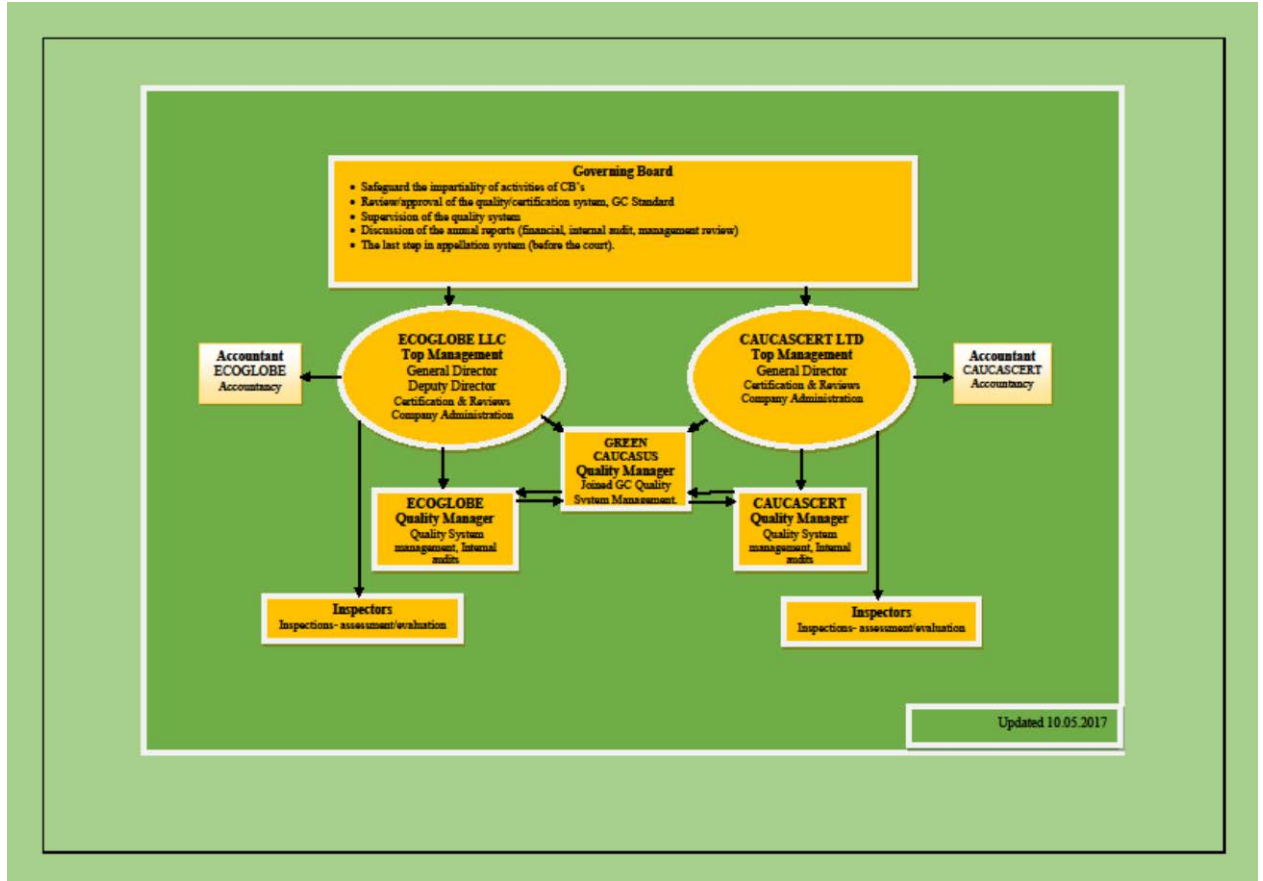 Governing Board
• Safeguard the impartiality of activities of CB's
• Review/approval of the quality/certification system, GC Standard
• Supervision of the quality system
• Discussion of the annual reports (financial, internal audit, management review)
• The last step in appellation system (before the court).
ECOGLOBE LLC
Top Management
General Director
Deputy Director
Certification & Reviews
Company Administration
CAUCASCERT LTD
Top Management
General Director
Certification & Reviews
Company Administration
Accountant
ECOGLOBE
Accountancy
Accountant
CAUCASCERT
Accountancy
GREEN
CAUCASUS
Quality Manager
Joined GC Quality
System Management.
ECOGLOBE
Quality Manager
Quality System
management, Internal
audits
CAUCASCERT
Quality Manager
Quality System
management, Internal
audits
Inspectors
Inspections- assessment/evaluation
Inspectors
Inspections- assessment/evaluation
Updated 10.05.2017